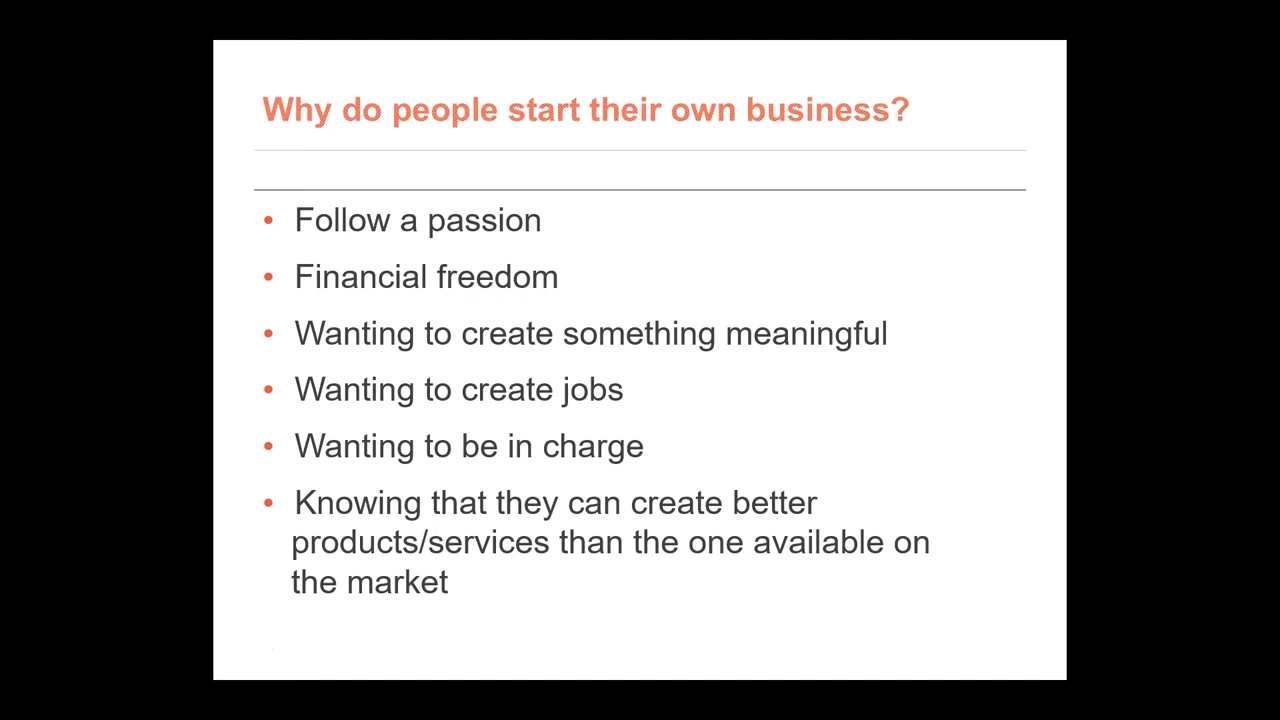 Why do people start their own business?
• Follow a passion
• Financial freedom
• Wanting to create something meaningful
• Wanting to create jobs
• Wanting to be in charge
• Knowing that they can create better
products/services than the one available on
the market